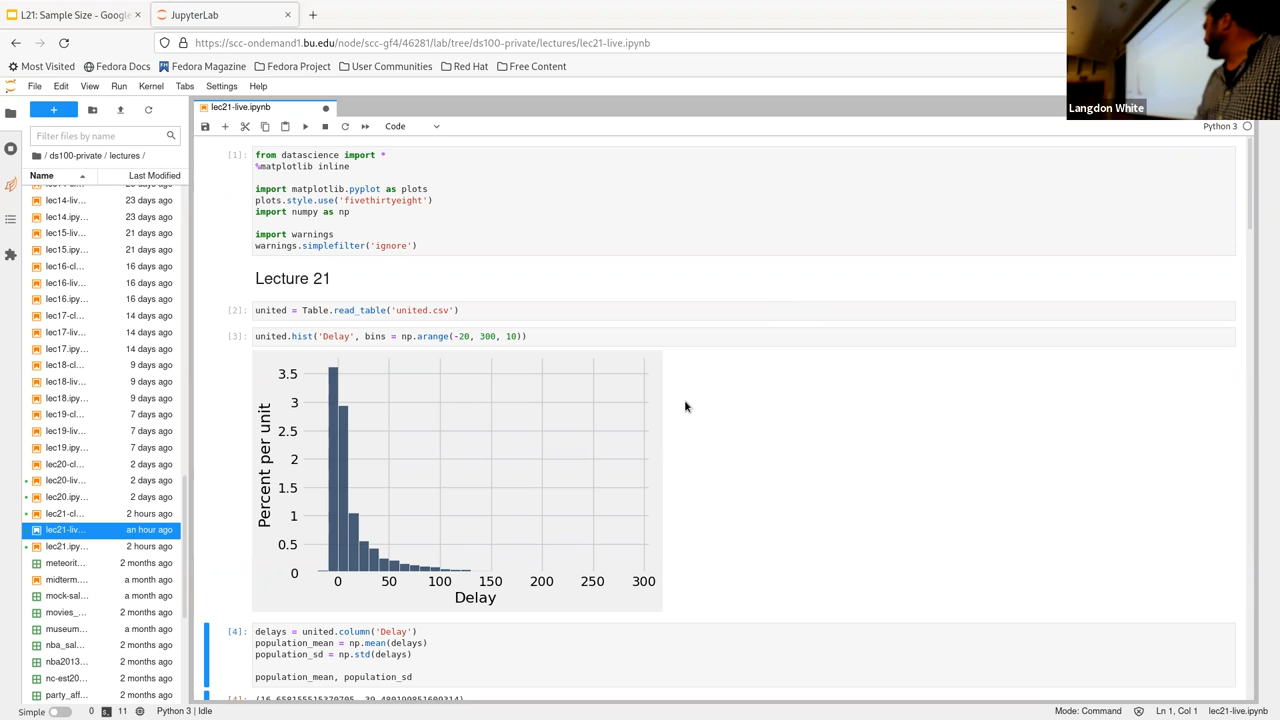 L21: Sample Size - Google
JupyterLab
https://scc-ondemand1.bu.edu/node/scc-gf4/46281/lab/tree/ds100-private/lectures/lec21-live.ipynb
Most Visited Fedora Docs Fedora Magazine Fedora Project User Communities Red Hat Free Content
Langdon White
File Edit View Run Kernel Tabs Settings Help
lec21-live.ipynb
Code
Python 3
Filter files by name
/ ds100-private / lectures /
Name Last Modified
lec14-liv... 23 days ago
lec14.ipy... 23 days ago
lec15-liv... 21 days ago
lec15.ipy... 21 days ago
lec16-cl... 16 days ago
lec16-liv... 16 days ago
lec16.ipy... 16 days ago
lec17-cl... 14 days ago
lec17-liv... 14 days ago
lec17.ipy... 14 days ago
lec18-cl... 9 days ago
lec18-liv... 9 days ago
lec18.ipy... 9 days ago
lec19-cl... 7 days ago
lec19-liv... 7 days ago
lec19.ipy... 7 days ago
lec20-cl... 2 days ago
lec20-liv... 2 days ago
lec20.ipy... 2 days ago
lec21-cl... 2 hours ago
lec21-liv... an hour ago
lec21.ipy... 2 hours ago
meteorit... 2 months ago
midterm.... a month ago
mock-sal... a month ago
movies_... 2 months ago
museum... a month ago
nba_sal... 2 months ago
nba2013... 2 months ago
nc-est20... 2 months ago
party_aff... 2 months ago
[1]:
from datascience import *
%matplotlib inline
import matplotlib.pyplot as plots
plots.style.use('fivethirtyeight')
import numpy as np
import warnings
warnings.simplefilter('ignore')
Lecture 21
[2]: united = Table.read_table('united.csv')
[3]: united.hist('Delay', bins = np.arange(-20, 300, 10))
Percent per unit
3.5
3
2.5
2
1.5
1
0.5
0
0 50 100 150 200 250 300
Delay
[4]: delays = united.column('Delay')
population_mean = np.mean(delays)
population_sd = np.std(delays)
population_mean, population_sd
Simple 0 11 Python 3 | Idle
Mode: Command Ln 1, Col 1 lec21-live.ipynb